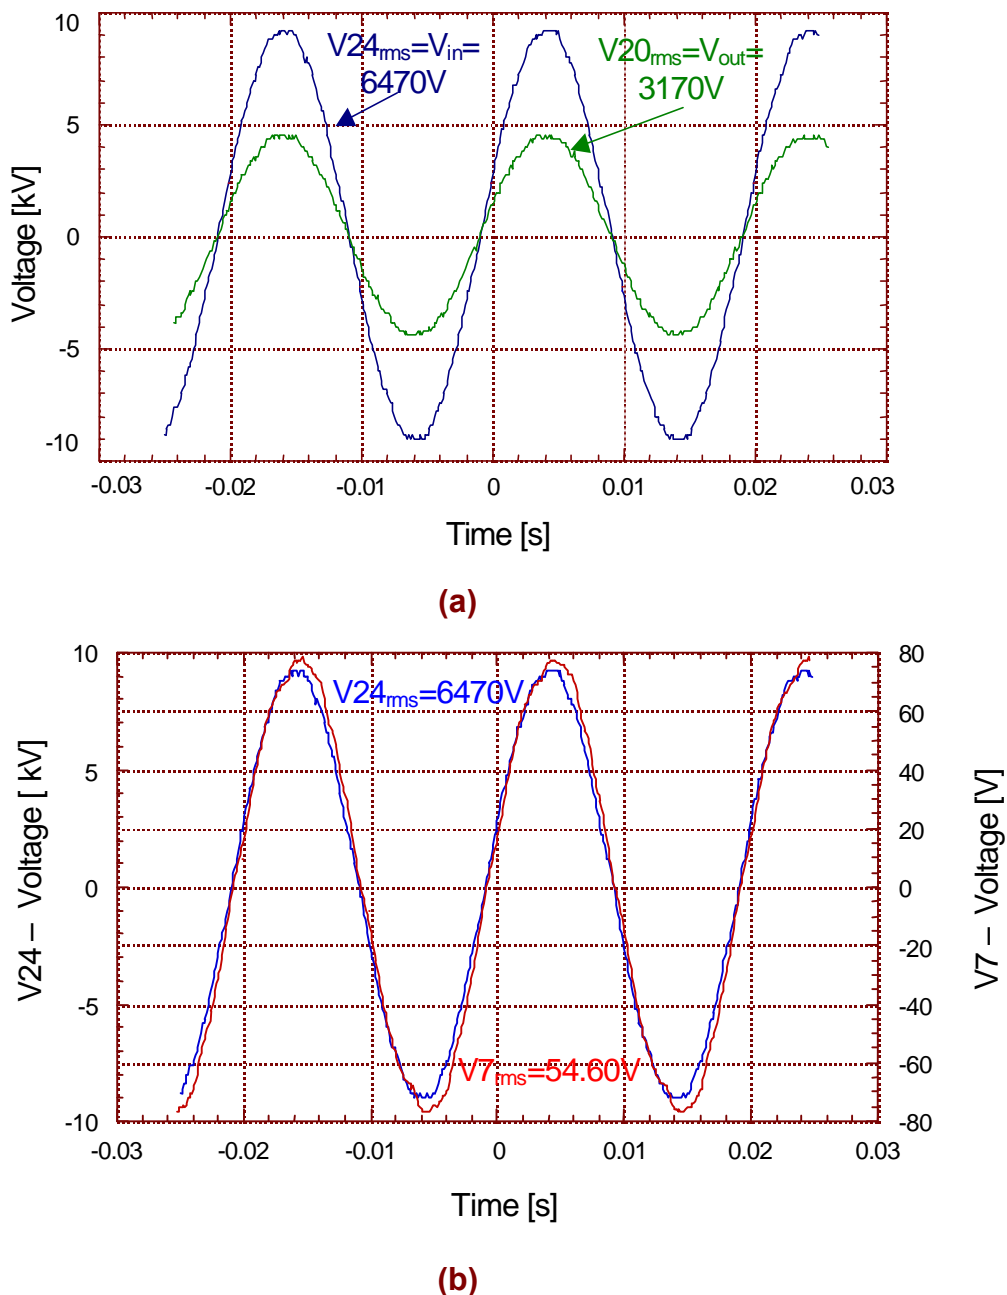 10
5
0
-5
-10
Voltage [kV]
V24rms=Vin=
6470V
V20rms=Vout=
3170V
-0.03 -0.02 -0.01 0 0.01 0.02 0.03
Time [s]
(a)
10
5
0
-5
-10
V24 – Voltage [ kV]
V24rms=6470V
V7rms=54.60V
80
60
40
20
0
-20
-40
-60
-80
V7 – Voltage [V]
-0.03 -0.02 -0.01 0 0.01 0.02 0.03
Time [s]
(b)